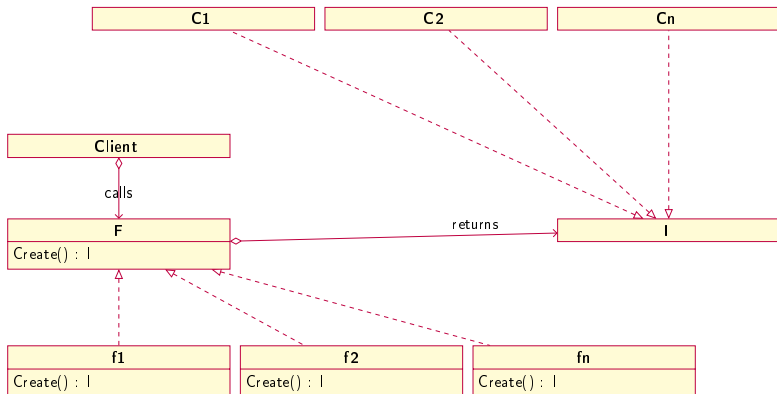 C1
C2
Cn
Client
calls
F
Create() : I
returns
I
f1
Create() : I
f2
Create() : I
fn
Create() : I